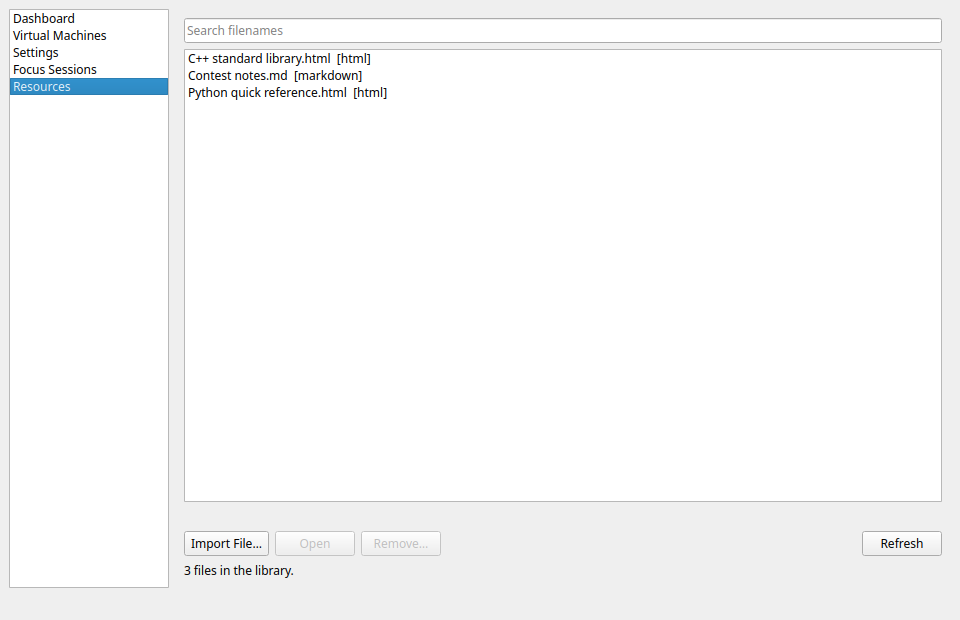 Dashboard
Virtual Machines
Settings
Focus Sessions
Resources
Search filenames
C++ standard library.html  [html]
Contest notes.md  [markdown]
Python quick reference.html  [html]
Import File...
Open
Remove...
Refresh
3 files in the library.